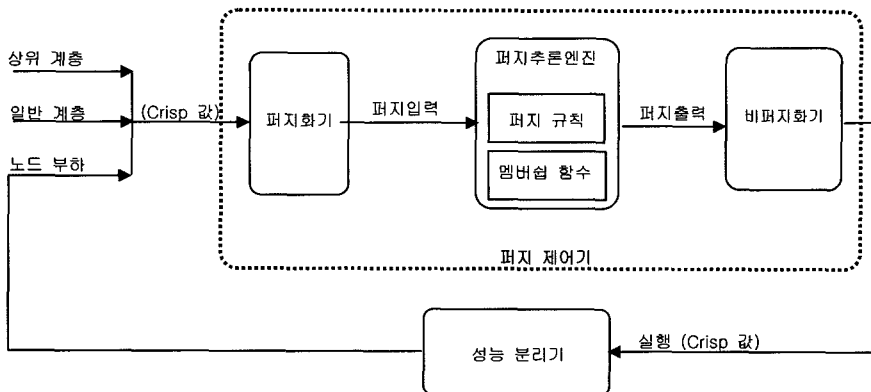 상위 계층
일반 계층
노드 부하
(Crisp 값)
퍼지화기
퍼지입력
퍼지추론엔진
퍼지 규칙
멤버쉽 함수
퍼지출력
비퍼지화기
퍼지 제어기
성능 분리기
실행 (Crisp 값)